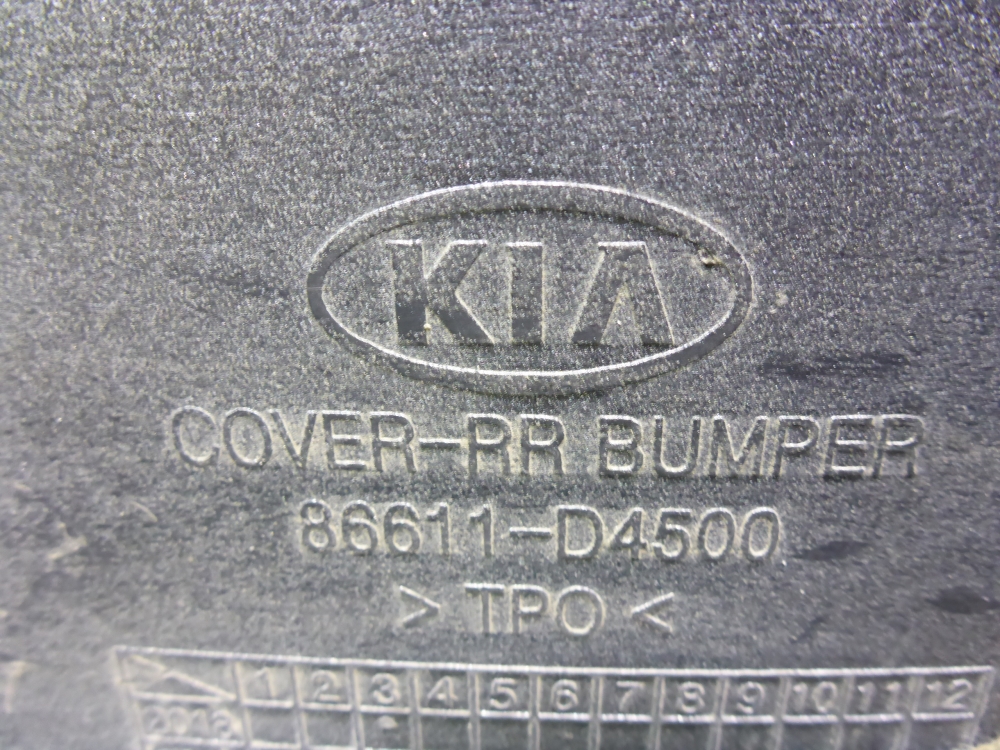 KIA
COVER-RR BUMPER
86611-D4500
> TPO <
1 2 3 4 5 6 7 8 9 10 11 12